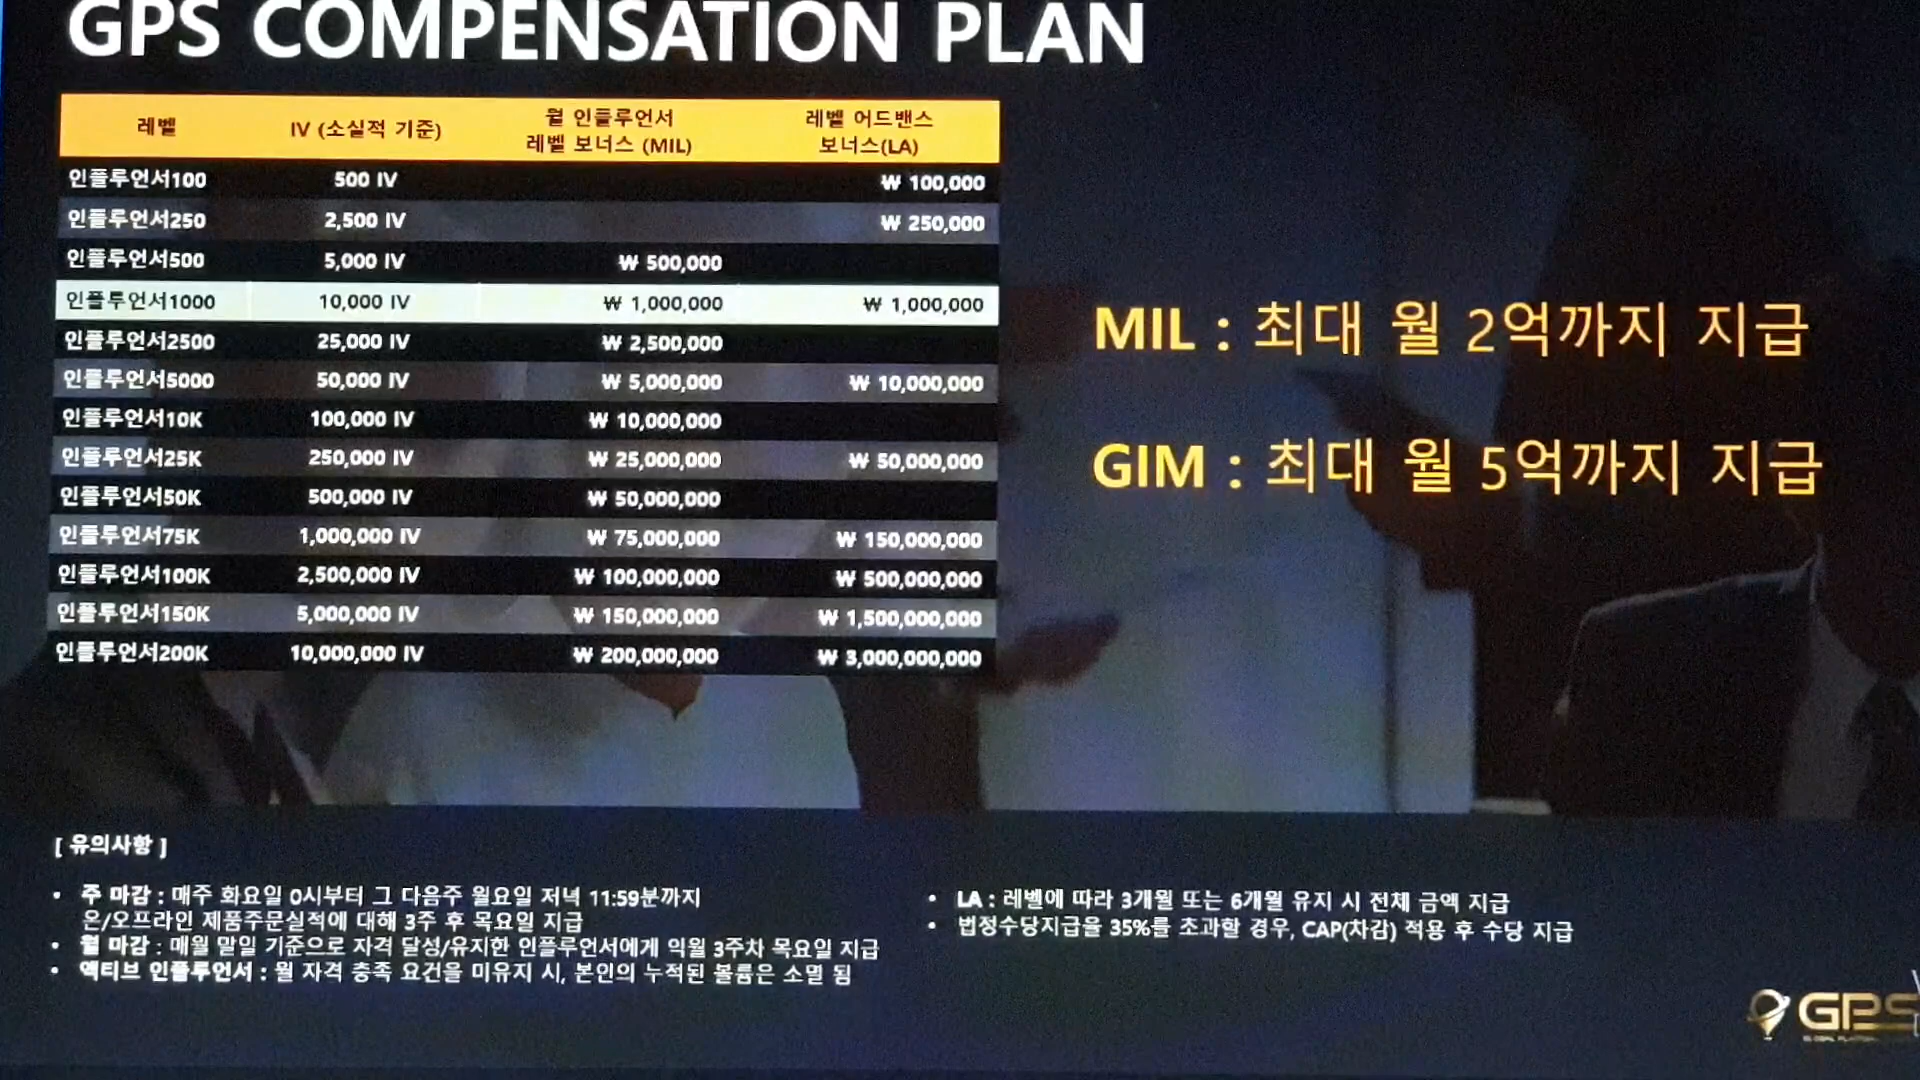 GPS COMPENSATION PLAN
레벨 IV (소실적 기준) 월 인플루언서 레벨 보너스 (MIL) 레벨 어드밴스 보너스(LA)
인플루언서100 500 IV ₩ 100,000
인플루언서250 2,500 IV ₩ 250,000
인플루언서500 5,000 IV ₩ 500,000
인플루언서1000 10,000 IV ₩ 1,000,000 ₩ 1,000,000
인플루언서2500 25,000 IV ₩ 2,500,000
인플루언서5000 50,000 IV ₩ 5,000,000 ₩ 10,000,000
인플루언서10K 100,000 IV ₩ 10,000,000
인플루언서25K 250,000 IV ₩ 25,000,000 ₩ 50,000,000
인플루언서50K 500,000 IV ₩ 50,000,000
인플루언서75K 1,000,000 IV ₩ 75,000,000 ₩ 150,000,000
인플루언서100K 2,500,000 IV ₩ 100,000,000 ₩ 500,000,000
인플루언서150K 5,000,000 IV ₩ 150,000,000 ₩ 1,500,000,000
인플루언서200K 10,000,000 IV ₩ 200,000,000 ₩ 3,000,000,000
MIL : 최대 월 2억까지 지급
GIM : 최대 월 5억까지 지급
[ 유의사항 ]
• 주 마감 : 매주 화요일 0시부터 그 다음주 월요일 저녁 11:59분까지
온/오프라인 제품주문실적에 대해 3주 후 목요일 지급
• 월 마감 : 매월 말일 기준으로 자격 달성/유지한 인플루언서에게 익월 3주차 목요일 지급
• 액티브 인플루언서 : 월 자격 충족 요건을 미유지 시, 본인의 누적된 볼륨은 소멸 됨
• LA : 레벨에 따라 3개월 또는 6개월 유지 시 전체 금액 지급
• 법정수당지급율 35%를 초과할 경우, CAP(차감) 적용 후 수당 지급
GPS